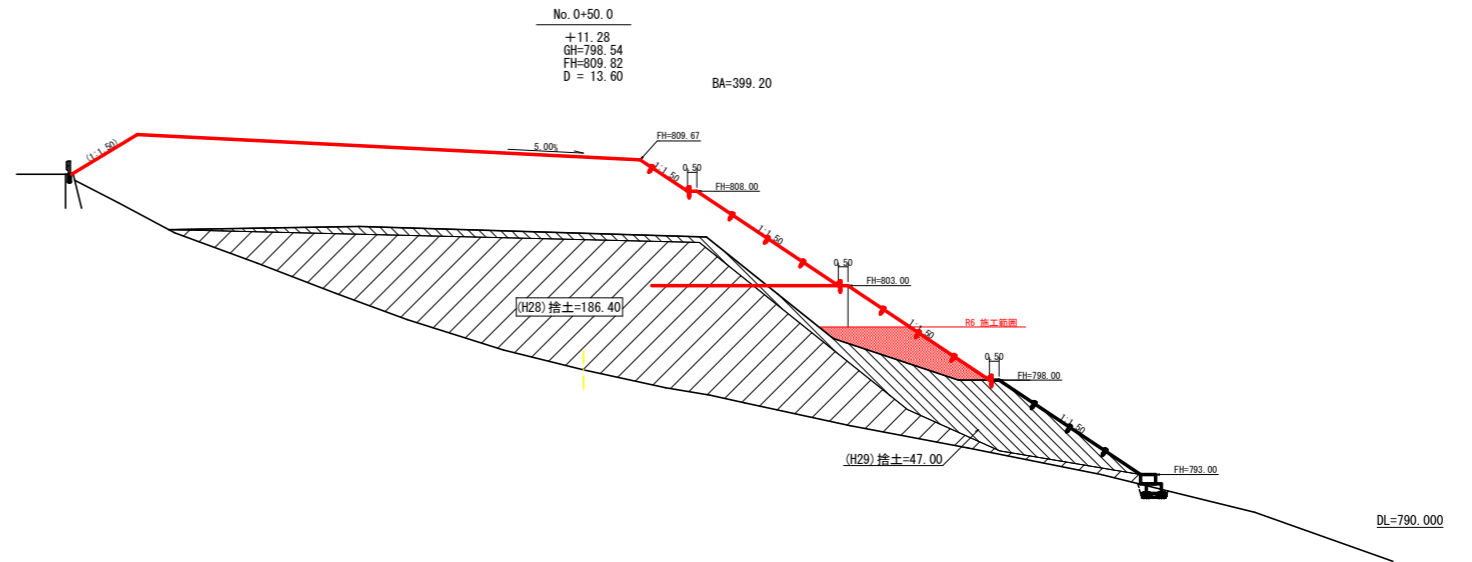 No.0+50.0
+11.28
GH=798.54
FH=809.82
D = 13.60
BA=399.20
(1:1.50)
5.00%
FH=809.67
1:1.50
0.50
FH=808.00
1:1.50
0.50
FH=803.00
(H28)捨土=186.40
R6 施工範囲
1:1.50
0.50
FH=798.00
1:1.50
(H29)捨土=47.00
FH=793.00
DL=790.000